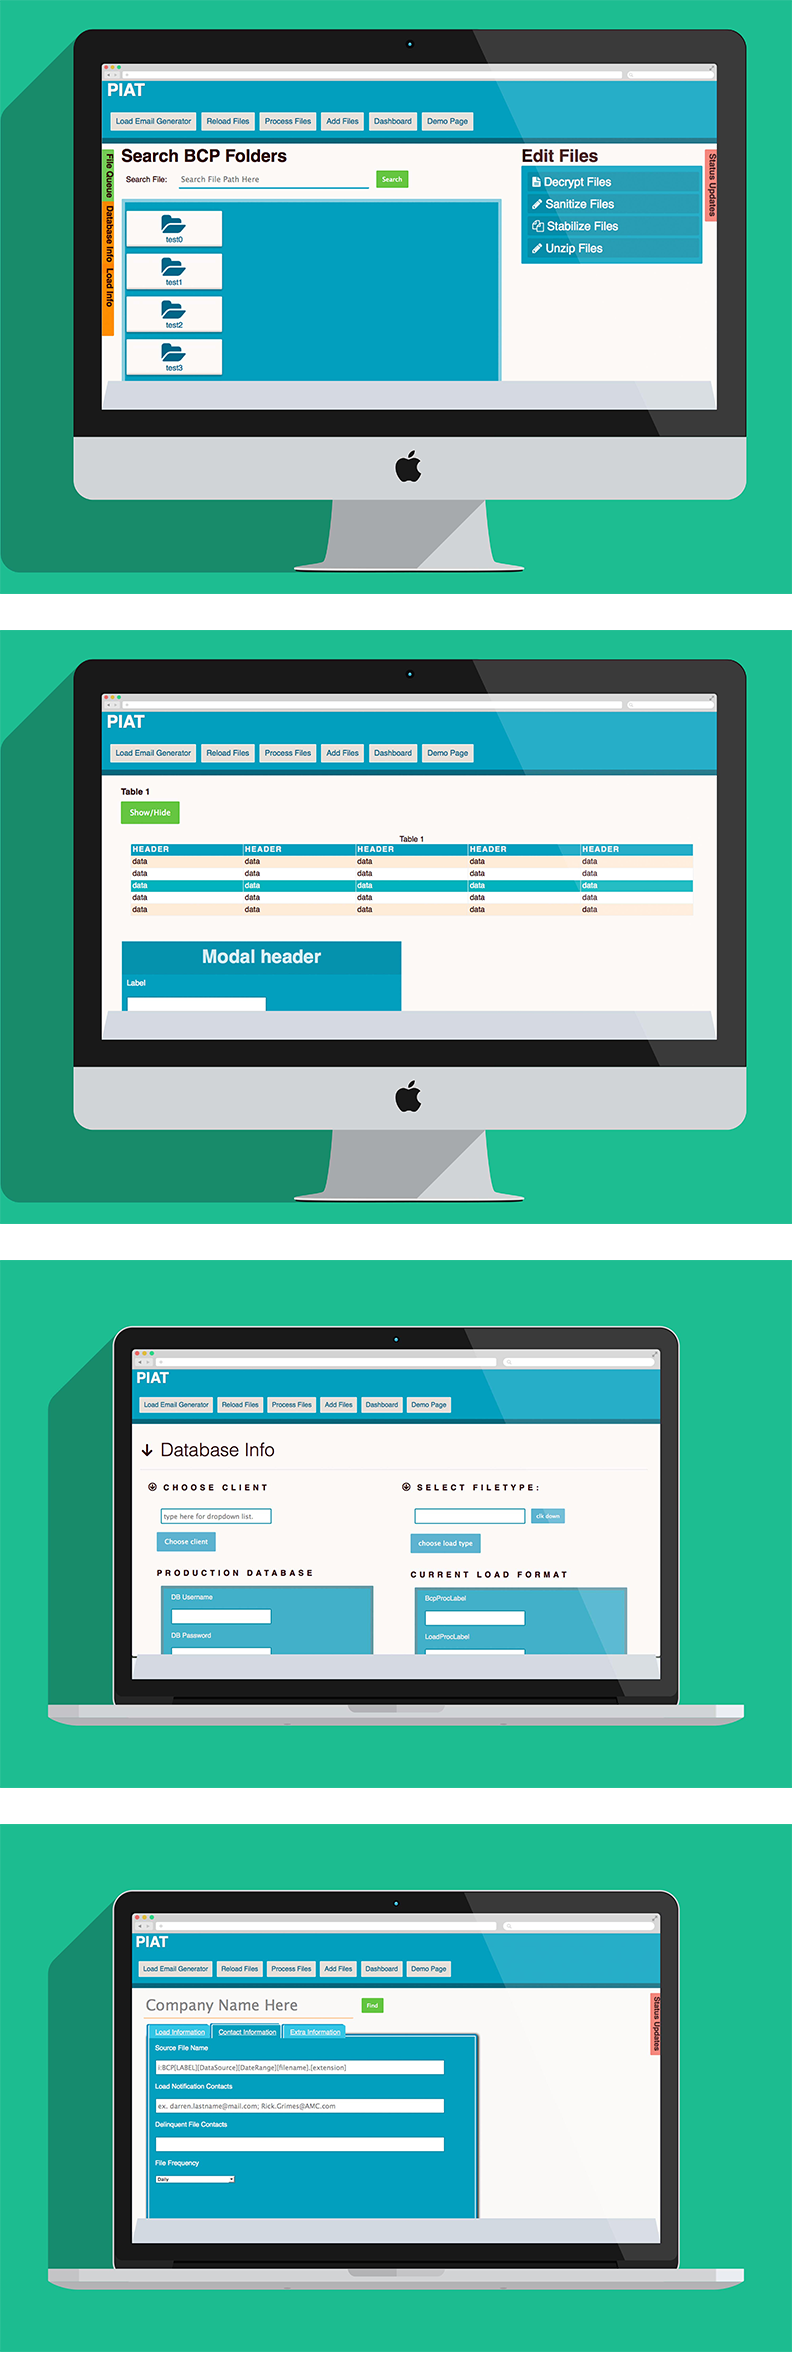 PIAT
Load Email Generator Reload Files Process Files Add Files Dashboard Demo Page
File Queue
Database Info
Load Info
Search BCP Folders
Search File: Search File Path Here Search
test0
test1
test2
test3
Edit Files
Decrypt Files
Sanitize Files
Stabilize Files
Unzip Files
Status Updates
PIAT
Load Email Generator Reload Files Process Files Add Files Dashboard Demo Page
Table 1
Show/Hide
Table 1
HEADER HEADER HEADER HEADER HEADER
data data data data data
data data data data data
data data data data data
data data data data data
data data data data data
Modal header
Label
PIAT
Load Email Generator Reload Files Process Files Add Files Dashboard Demo Page
Database Info
CHOOSE CLIENT
type here for dropdown list.
Choose client
PRODUCTION DATABASE
DB Username
DB Password
SELECT FILETYPE:
clk down
choose load type
CURRENT LOAD FORMAT
BcpProcLabel
LoadProcLabel
PIAT
Load Email Generator Reload Files Process Files Add Files Dashboard Demo Page
Company Name Here Find
Load Information Contact Information Extra Information
Source File Name
i:BCP[LABEL][DataSource][DateRange][filename].[extension]
Load Notification Contacts
ex. darren.lastname@mail.com; Rick.Grimes@AMC.com
Delinquent File Contacts
File Frequency
Daily
Status Updates